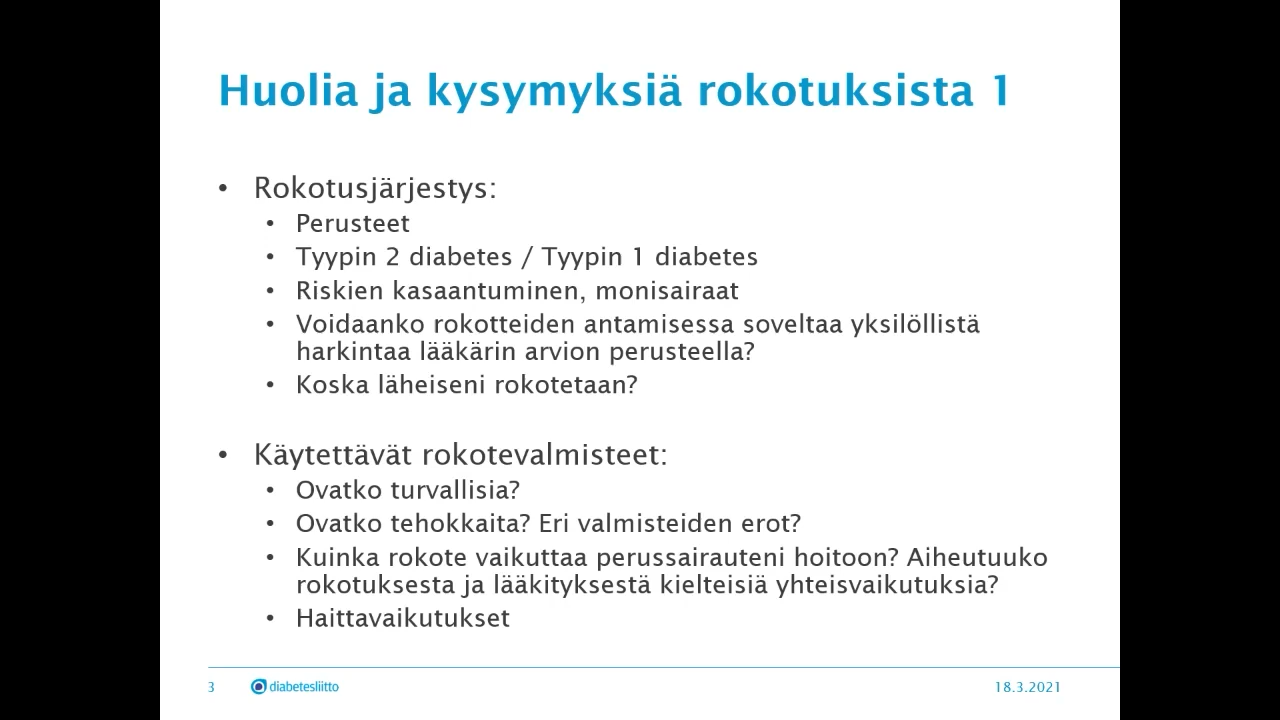 Huolia ja kysymyksiä rokotuksista 1
• Rokotusjärjestys:
• Perusteet
• Tyypin 2 diabetes / Tyypin 1 diabetes
• Riskien kasaantuminen, monisairaat
• Voidaanko rokotteiden antamisessa soveltaa yksilöllistä
harkintaa lääkärin arvion perusteella?
• Koska läheiseni rokotetaan?
• Käytettävät rokotevalmisteet:
• Ovatko turvallisia?
• Ovatko tehokkaita? Eri valmisteiden erot?
• Kuinka rokote vaikuttaa perussairauteni hoitoon? Aiheutuuko
rokotuksesta ja lääkityksestä kielteisiä yhteisvaikutuksia?
• Haittavaikutukset
3 diabetesliitto 18.3.2021